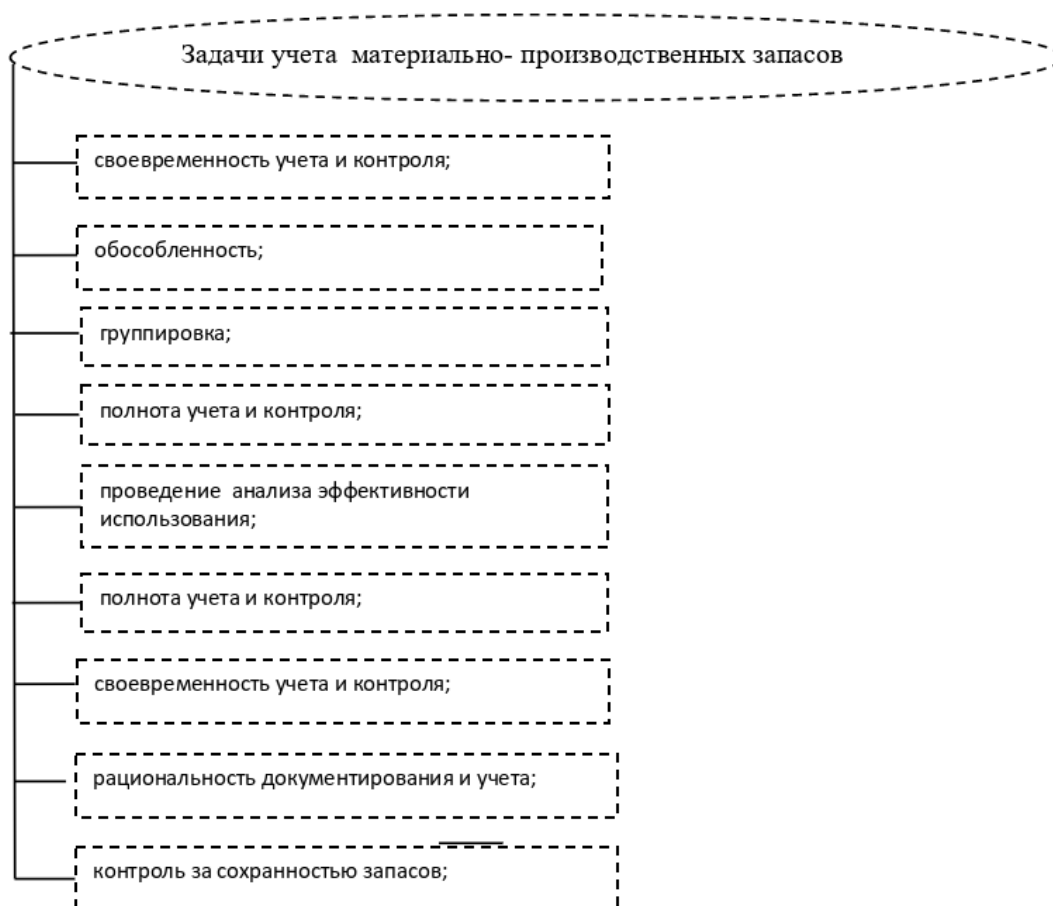 Задачи учета материально- производственных запасов
своевременность учета и контроля;
обособленность;
группировка;
полнота учета и контроля;
проведение анализа эффективности
использования;
полнота учета и контроля;
своевременность учета и контроля;
рациональность документирования и учета;
контроль за сохранностью запасов;